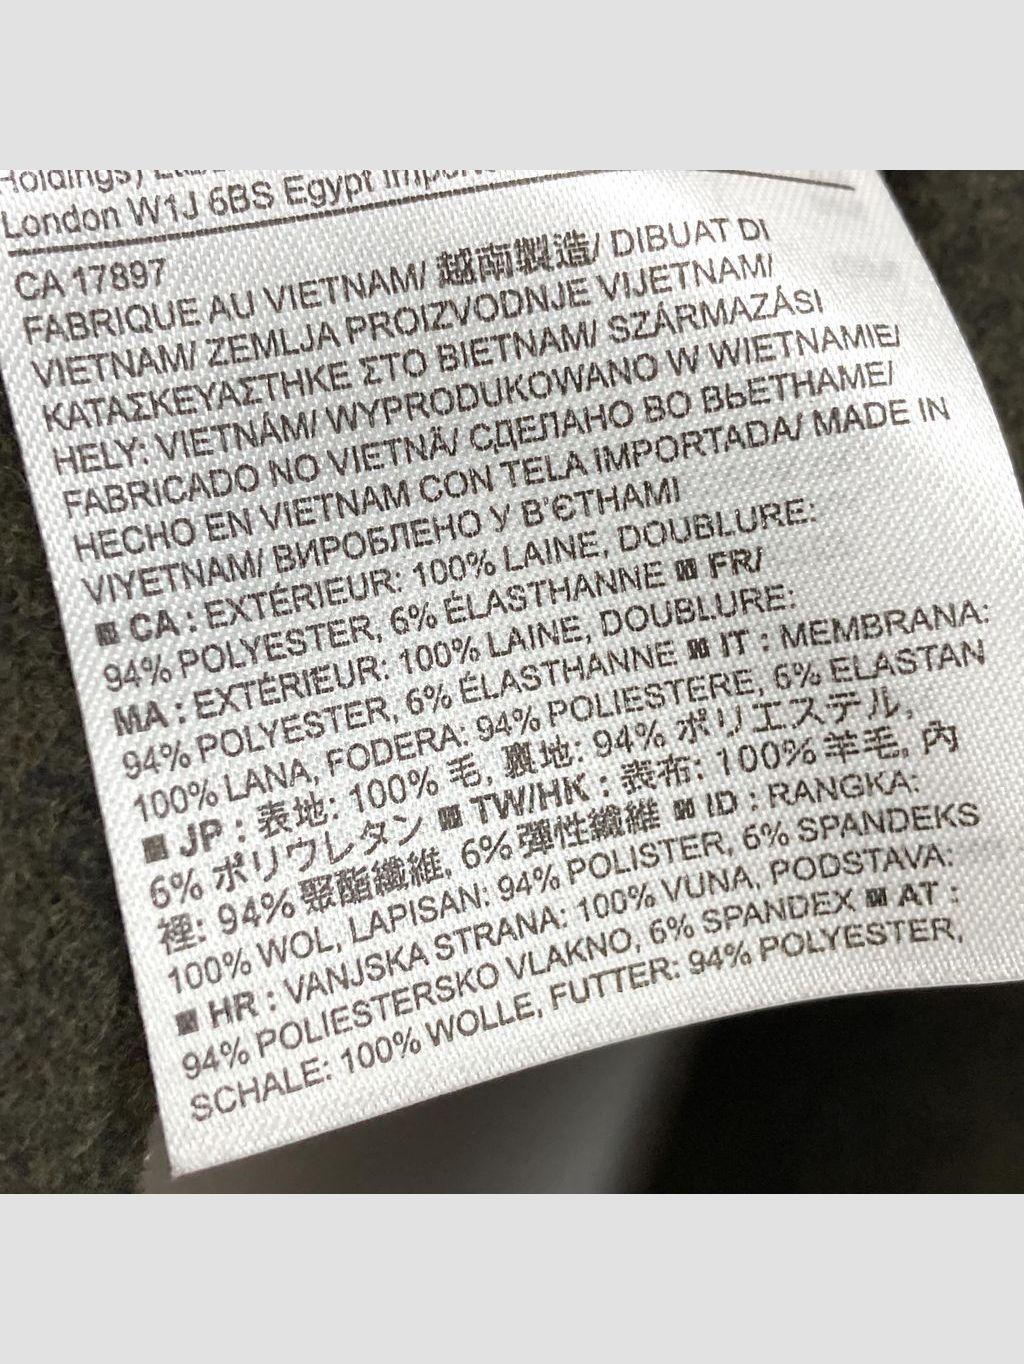 London W1J 6BS Egypt
CA 17897
FABRIQUE AU VIETNAM/ 越南製造/ DIBUAT DI
VIETNAM/ ZEMLJA PROIZVODNJE VIJETNAM/
ΚΑΤΑΣΚΕΥΑΣΤΗΚΕ ΣΤΟ ΒΙΕΤΝΑΜ/ SZÁRMAZÁSI
HELY: VIETNÁM/ WYPRODUKOWANO W WIETNAMIE/
FABRICADO NO VIETNÃ/ СДЕЛАНО ВО ВЬЕТНАМЕ/
HECHO EN VIETNAM CON TELA IMPORTADA/ MADE IN
VIYETNAM/ ВИРОБЛЕНО У В'ЄТНАМІ
■ CA : EXTÉRIEUR: 100% LAINE, DOUBLURE:
94% POLYESTER, 6% ÉLASTHANNE ■ FR/
MA : EXTÉRIEUR: 100% LAINE, DOUBLURE:
94% POLYESTER, 6% ÉLASTHANNE ■ IT : MEMBRANA:
100% LANA, FODERA: 94% POLIESTERE, 6% ELASTAN
■ JP : 表地: 100% 毛, 裏地: 94% ポリエステル,
6% ポリウレタン ■ TW/HK : 表布: 100% 羊毛, 內
裡: 94% 聚酯纖維, 6% 彈性纖維 ■ ID : RANGKA:
100% WOL, LAPISAN: 94% POLISTER, 6% SPANDEKS
■ HR : VANJSKA STRANA: 100% VUNA, PODSTAVA:
94% POLIESTERSKO VLAKNO, 6% SPANDEX ■ AT :
SCHALE: 100% WOLLE, FUTTER: 94% POLYESTER,